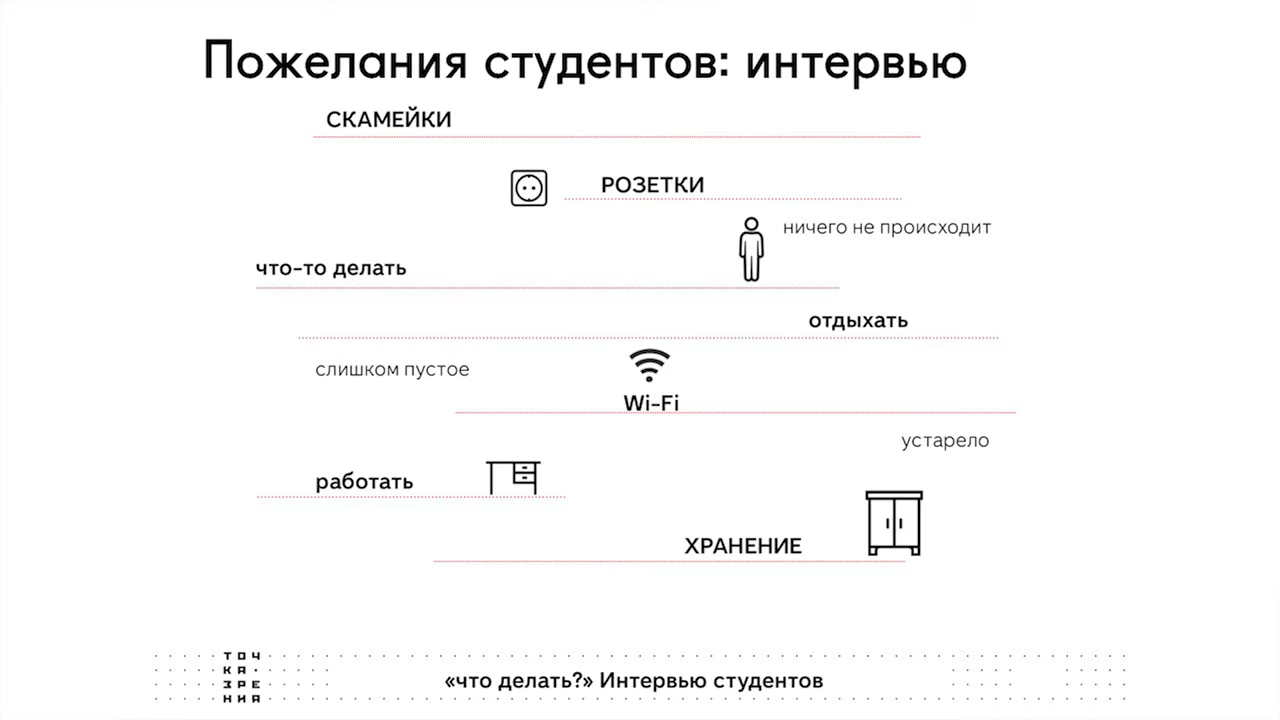 Пожелания студентов: интервью
СКАМЕЙКИ
РОЗЕТКИ
ничего не происходит
что-то делать
отдыхать
слишком пустое
Wi-Fi
устарело
работать
ХРАНЕНИЕ
ТОЧ
КА·
ЗРЕ
НИЯ
«что делать?» Интервью студентов